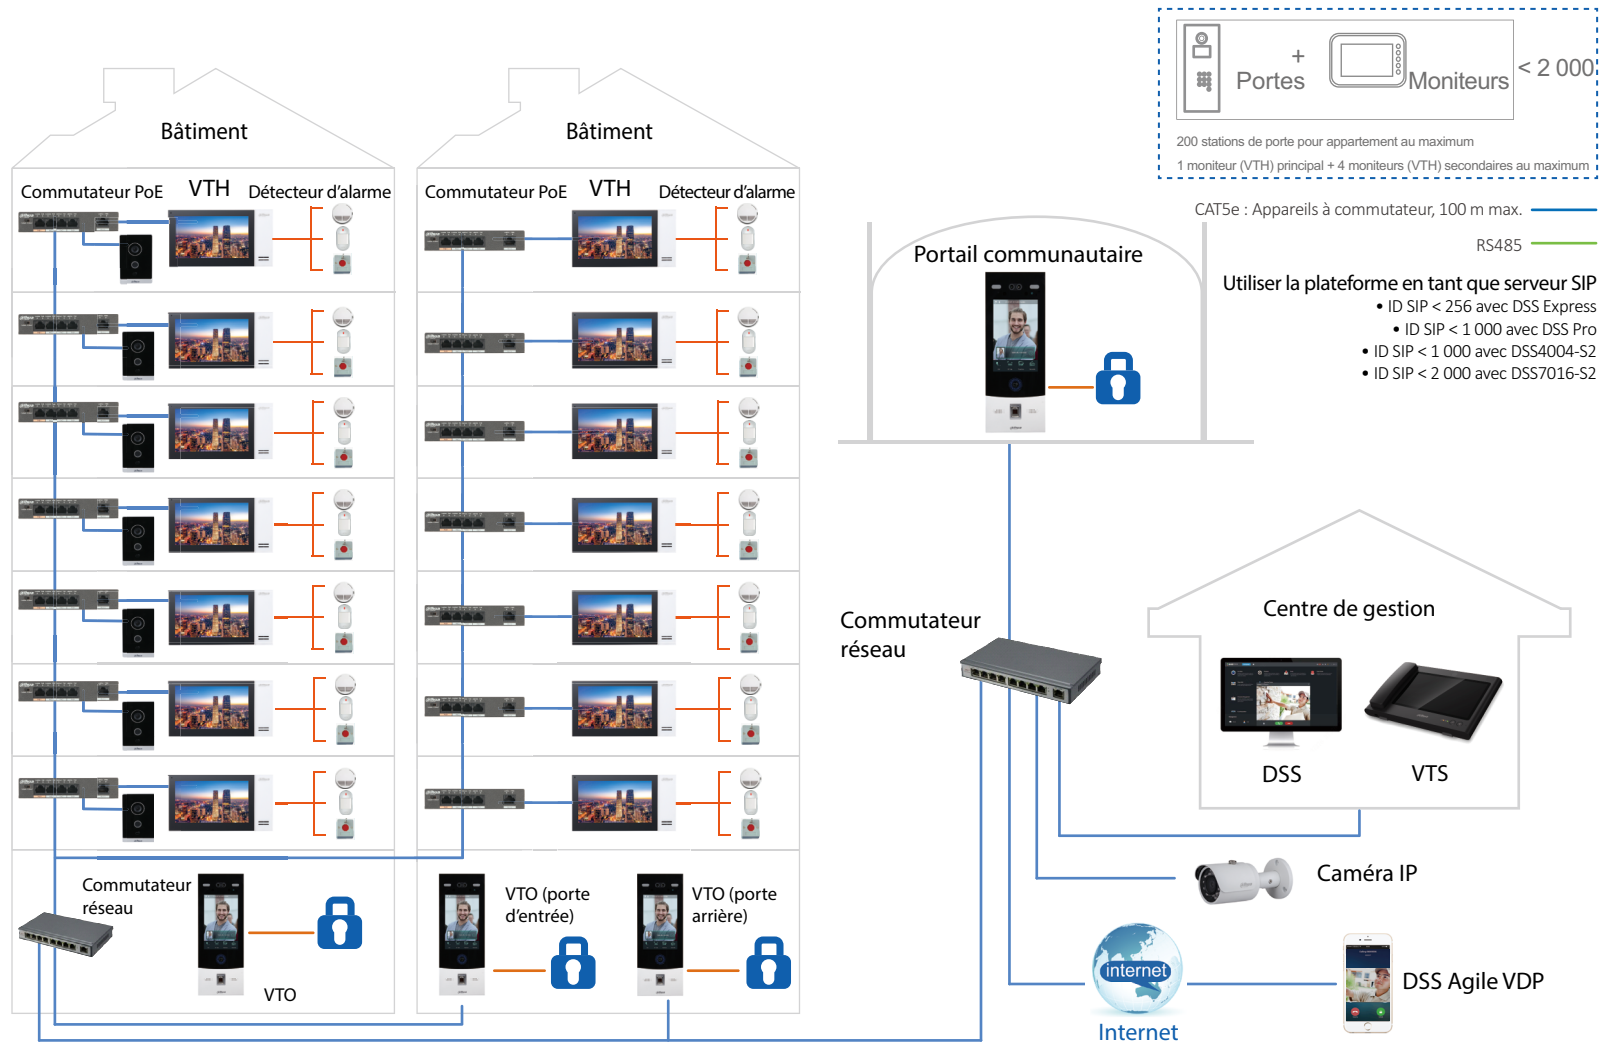 +
Portes
Moniteurs
< 2 000
200 stations de porte pour appartement au maximum
1 moniteur (VTH) principal + 4 moniteurs (VTH) secondaires au maximum
CAT5e : Appareils à commutateur, 100 m max.
RS485
Utiliser la plateforme en tant que serveur SIP
• ID SIP < 256 avec DSS Express
• ID SIP < 1 000 avec DSS Pro
• ID SIP < 1 000 avec DSS4004-S2
• ID SIP < 2 000 avec DSS7016-S2
Bâtiment
Commutateur PoE
VTH
Détecteur d'alarme
Bâtiment
Commutateur PoE
VTH
Détecteur d'alarme
Portail communautaire
Commutateur
réseau
Centre de gestion
DSS
VTS
Caméra IP
internet
Internet
DSS Agile VDP
Commutateur
réseau
VTO
VTO (porte
d'entrée)
VTO (porte
arrière)